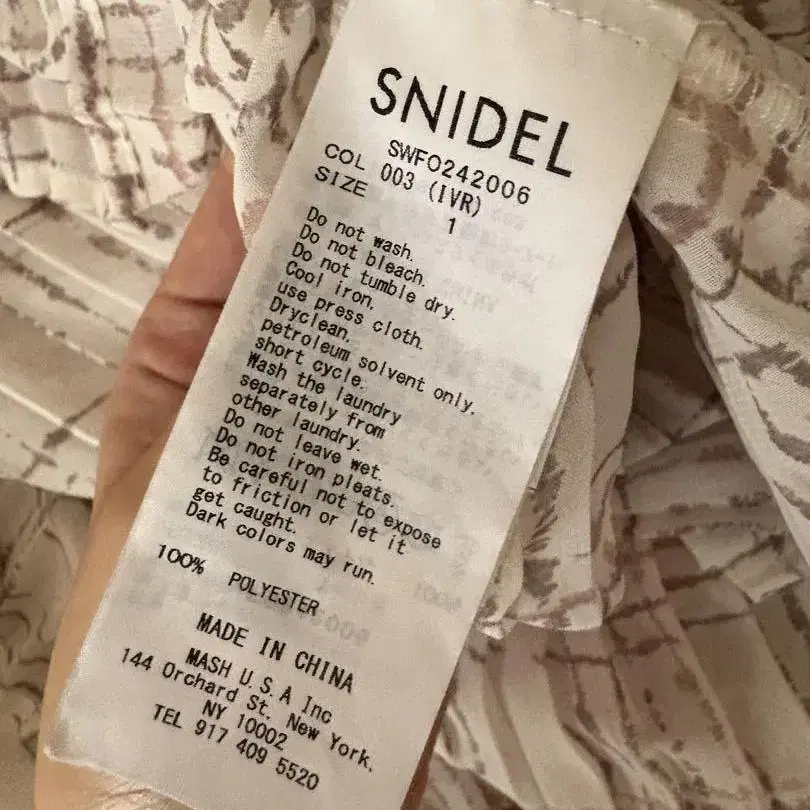 SNIDEL
SWFO242006
COL 003 (IVR)
SIZE 1
Do not wash.
Do not bleach.
Do not tumble dry.
Cool iron,
use press cloth.
Dryclean,
petroleum solvent only,
short cycle.
Wash the laundry
separately from
other laundry.
Do not leave wet.
Do not iron pleats.
Be careful not to expose
to friction or let it
get caught.
Dark colors may run.
100% POLYESTER
MADE IN CHINA
MASH U.S.A Inc
144 Orchard St, New York,
NY 10002
TEL 917 409 5520